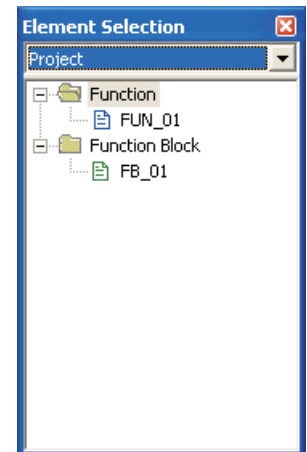 Element Selection
Project
Function
FUN_01
Function Block
FB_01